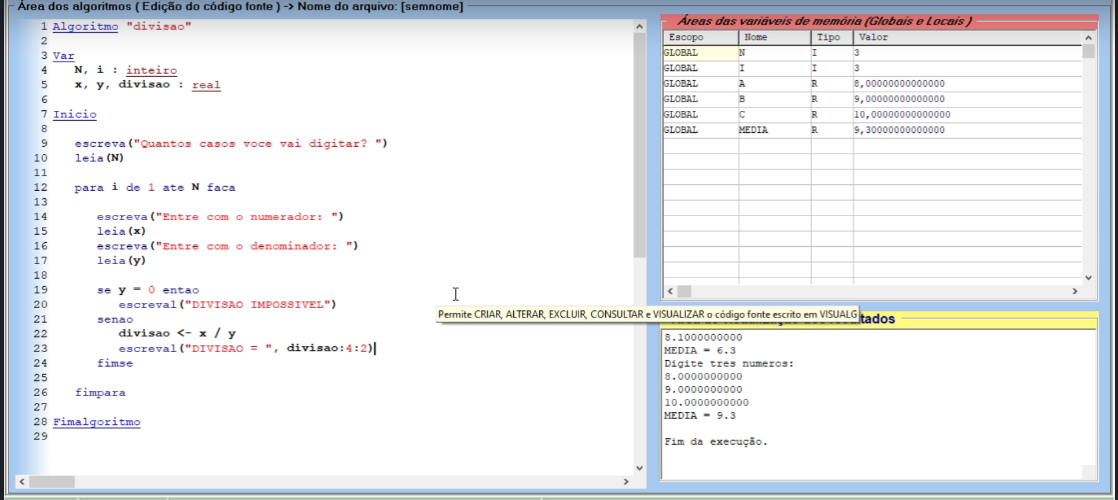 Área dos algoritmos ( Edição do código fonte ) -> Nome do arquivo: [semnome]
1 Algoritmo "divisao"
2
3 Var
4 N, i : inteiro
5 x, y, divisao : real
6
7 Inicio
8
9 escreva("Quantos casos voce vai digitar? ")
10 leia(N)
11
12 para i de 1 ate N faca
13
14 escreva("Entre com o numerador: ")
15 leia(x)
16 escreva("Entre com o denominador: ")
17 leia(y)
18
19 se y = 0 entao
20 escreval("DIVISAO IMPOSSIVEL")
21 senao
22 divisao <- x / y
23 escreval("DIVISAO = ", divisao:4:2)
24 fimse
25
26 fimpara
27
28 Fimalgoritmo
29
Permite CRIAR, ALTERAR, EXCLUIR, CONSULTAR e VISUALIZAR o código fonte escrito em VISUALG
Áreas das variáveis de memória (Globais e Locais )
Escopo Nome Tipo Valor
GLOBAL N I 3
GLOBAL I I 3
GLOBAL A R 8,00000000000000
GLOBAL B R 9,00000000000000
GLOBAL C R 10,00000000000000
GLOBAL MEDIA R 9,30000000000000
ltados
8.1000000000
MEDIA = 6.3
Digite tres numeros:
8.0000000000
9.0000000000
10.0000000000
MEDIA = 9.3
Fim da execução.